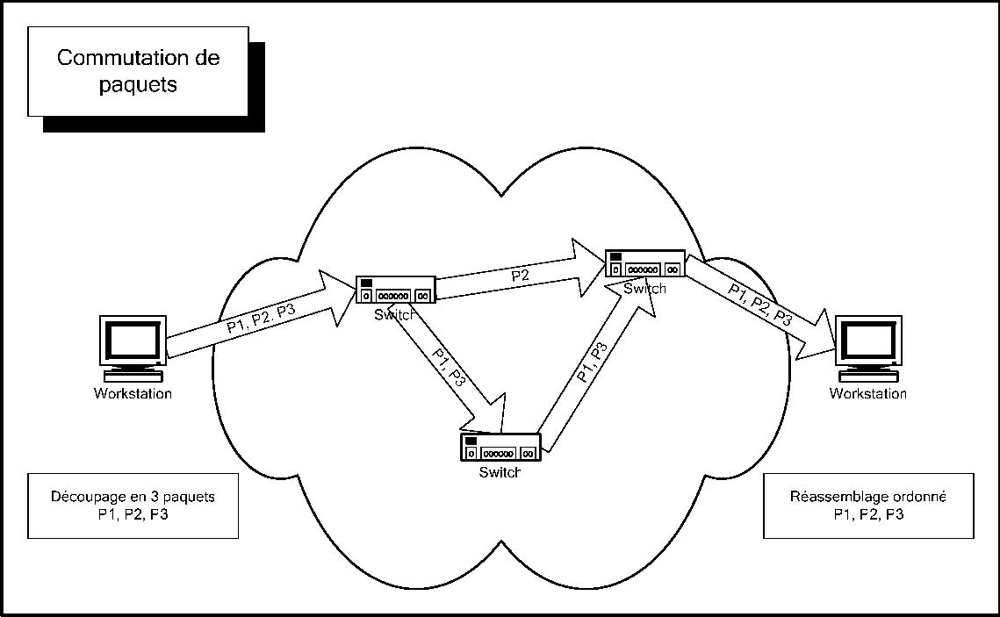 Commutation de
paquets
P1, P2, P3
P2
Switch
Switch
P1, P2, P3
P1, P3
P1, P3
Workstation
Workstation
Switch
Découpage en 3 paquets
P1, P2, P3
Réassemblage ordonné
P1, P2, P3